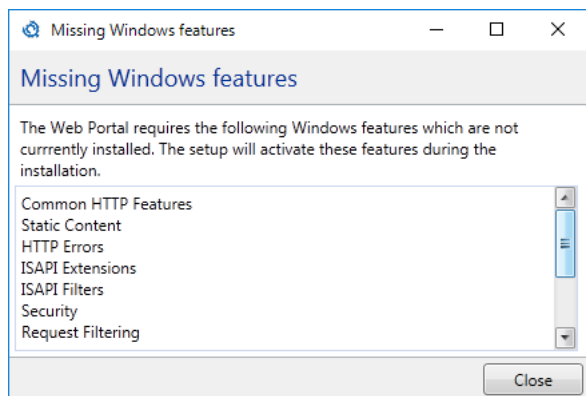 Missing Windows features
Missing Windows features
The Web Portal requires the following Windows features which are not
currrently installed. The setup will activate these features during the
installation.
Common HTTP Features
Static Content
HTTP Errors
ISAPI Extensions
ISAPI Filters
Security
Request Filtering
Close